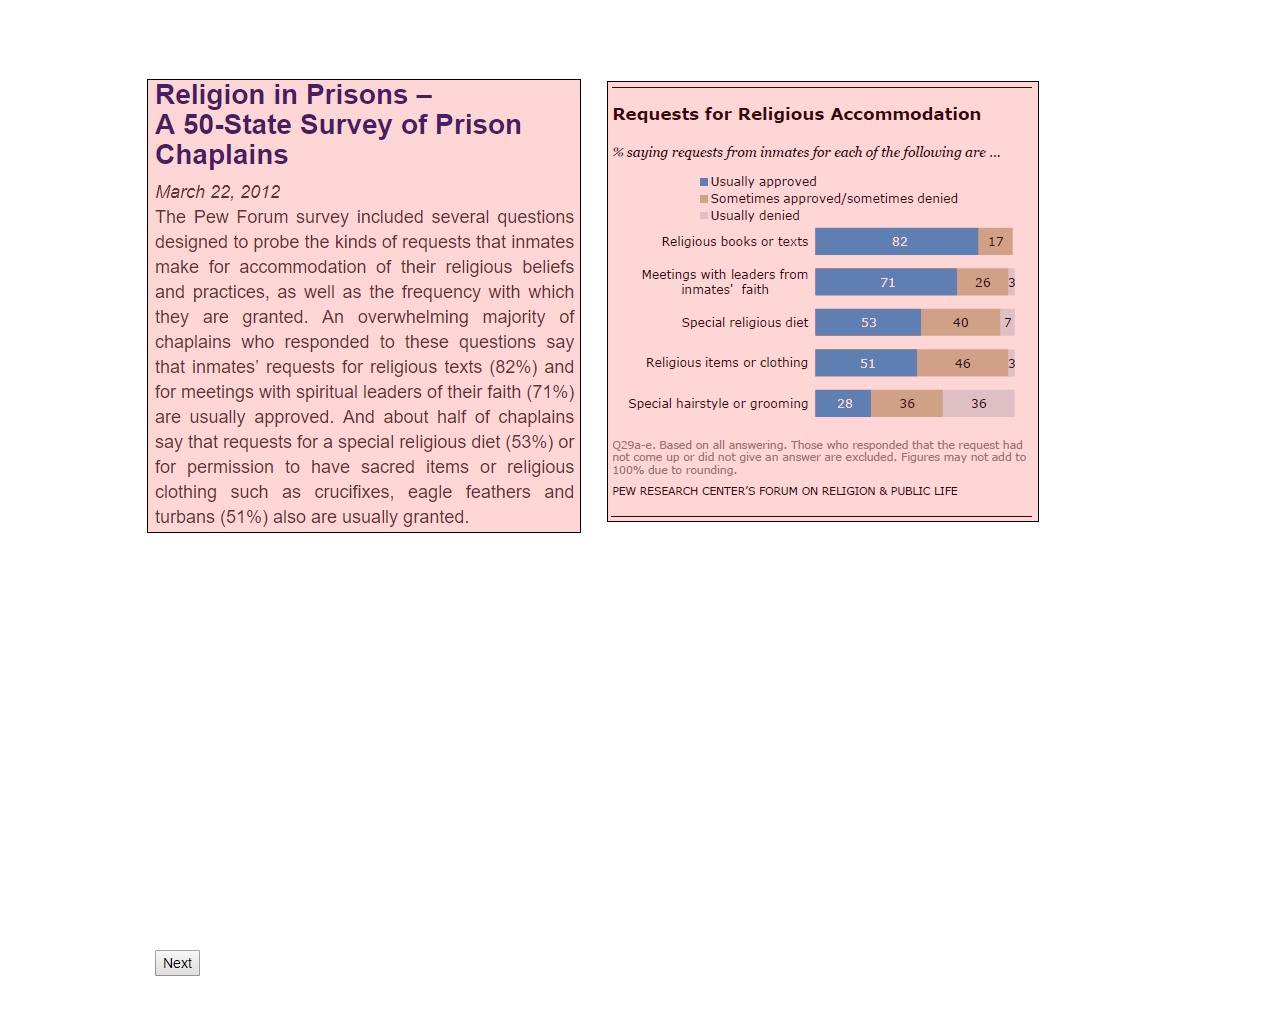 Religion in Prisons –
A 50-State Survey of Prison
Chaplains
March 22, 2012
The Pew Forum survey included several questions
designed to probe the kinds of requests that inmates
make for accommodation of their religious beliefs
and practices, as well as the frequency with which
they are granted. An overwhelming majority of
chaplains who responded to these questions say
that inmates’ requests for religious texts (82%) and
for meetings with spiritual leaders of their faith (71%)
are usually approved. And about half of chaplains
say that requests for a special religious diet (53%) or
for permission to have sacred items or religious
clothing such as crucifixes, eagle feathers and
turbans (51%) also are usually granted.
Requests for Religious Accommodation
% saying requests from inmates for each of the following are ...
Usually approved
Sometimes approved/sometimes denied
Usually denied
Religious books or texts 82 17
Meetings with leaders from
inmates' faith 71 26 3
Special religious diet 53 40 7
Religious items or clothing 51 46 3
Special hairstyle or grooming 28 36 36
Q29a-e. Based on all answering. Those who responded that the request had
not come up or did not give an answer are excluded. Figures may not add to
100% due to rounding.
PEW RESEARCH CENTER’S FORUM ON RELIGION & PUBLIC LIFE
Next